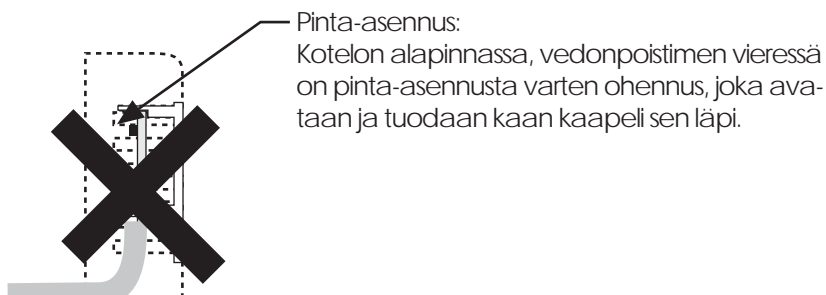 Pinta-asennus:
Kotelon alapinnassa, vedonpoistimen vieressä
on pinta-asennusta varten ohennus, joka ava-
taan ja tuodaan kaan kaapeli sen läpi.